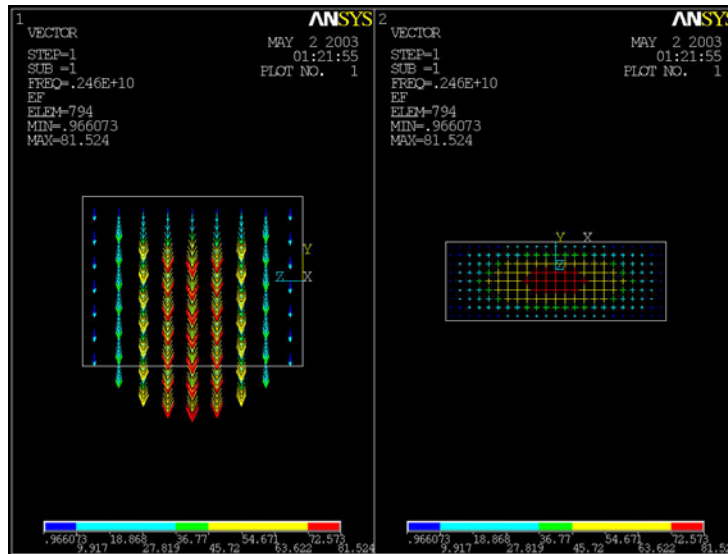 1
ANSYS
VECTOR
MAY 2 2003
01:21:55
PLOT NO. 1
STEP=1
SUB =1
FREQ=.246E+10
EF
ELEM=794
MIN=.966073
MAX=81.524
Y
Z X
.966073 18.868 36.77 54.671 72.573
9.917 27.819 45.72 63.622 81.524
2
ANSYS
VECTOR
MAY 2 2003
01:21:55
PLOT NO. 1
STEP=1
SUB =1
FREQ=.246E+10
EF
ELEM=794
MIN=.966073
MAX=81.524
Y X
Z
.966073 18.868 36.77 54.671 72.573
9.917 27.819 45.72 63.622